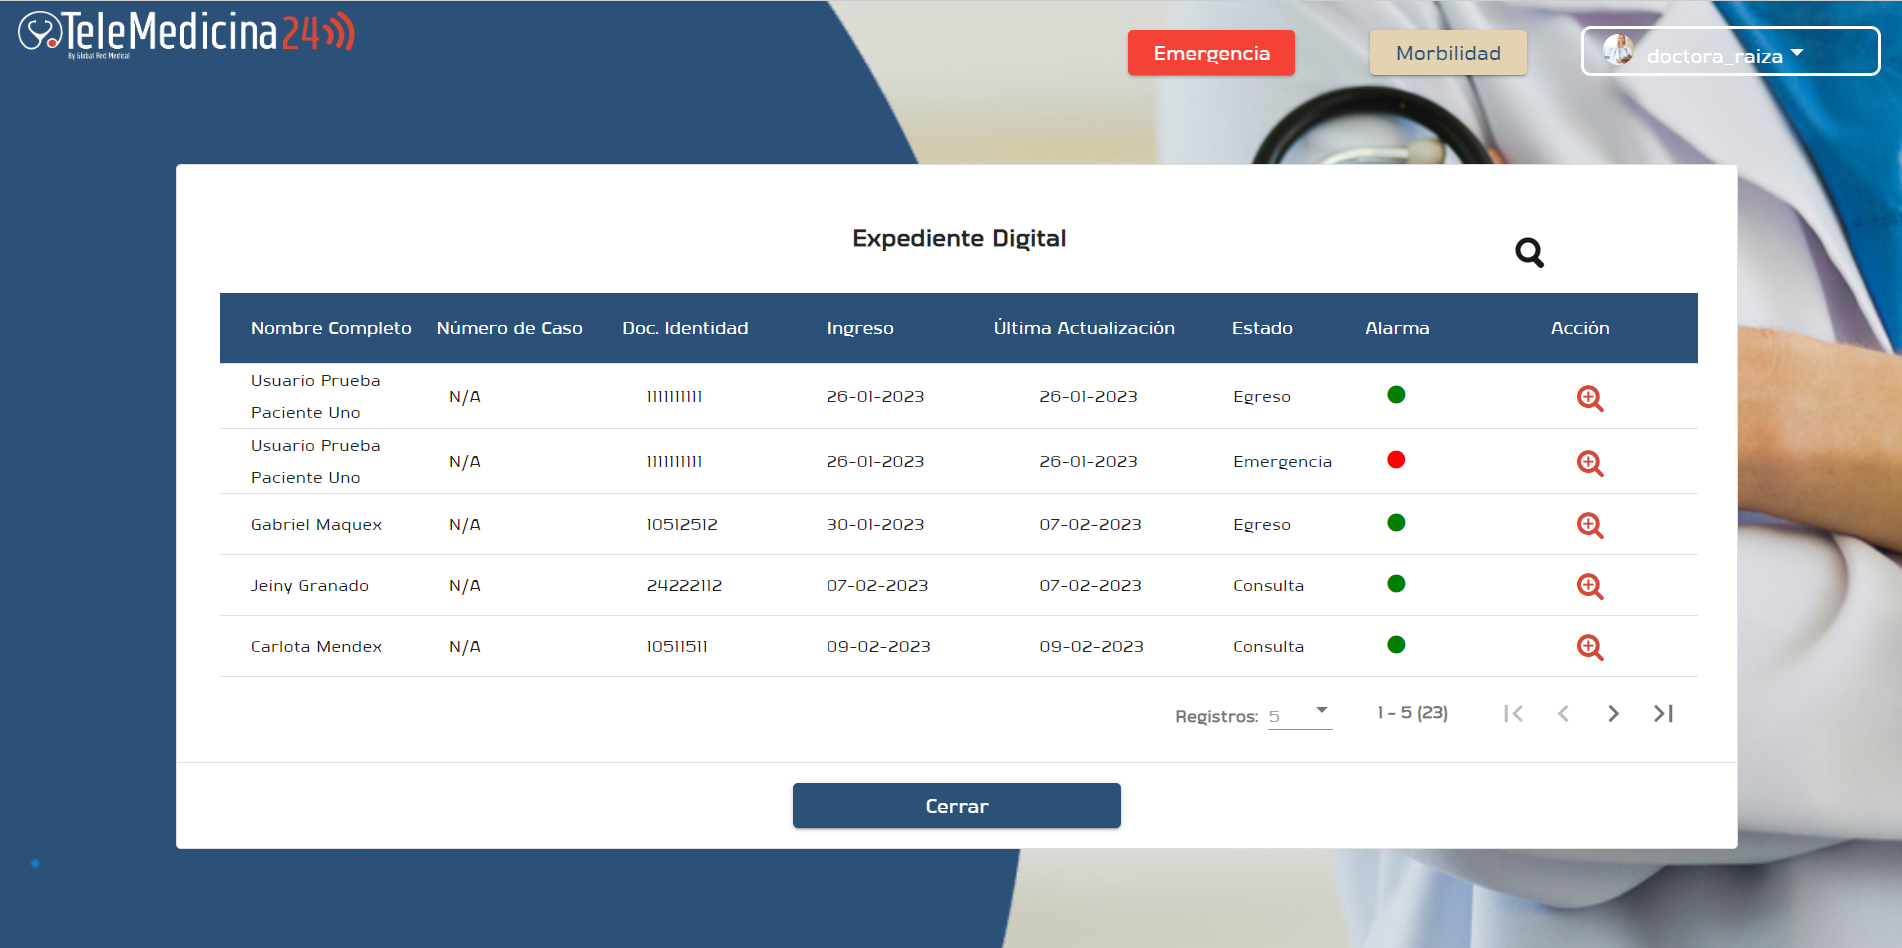 TeleMedicina24
By Global Red Medical
Emergencia
Morbilidad
doctora_raiza
Expediente Digital
Nombre Completo Número de Caso Doc. Identidad Ingreso Última Actualización Estado Alarma Acción
Usuario Prueba Paciente Uno N/A 1111111111 26-01-2023 26-01-2023 Egreso
Usuario Prueba Paciente Uno N/A 1111111111 26-01-2023 26-01-2023 Emergencia
Gabriel Maquex N/A 10512512 30-01-2023 07-02-2023 Egreso
Jeiny Granado N/A 24222112 07-02-2023 07-02-2023 Consulta
Carlota Mendex N/A 10511511 09-02-2023 09-02-2023 Consulta
Registros: 5 1 - 5 (23)
Cerrar